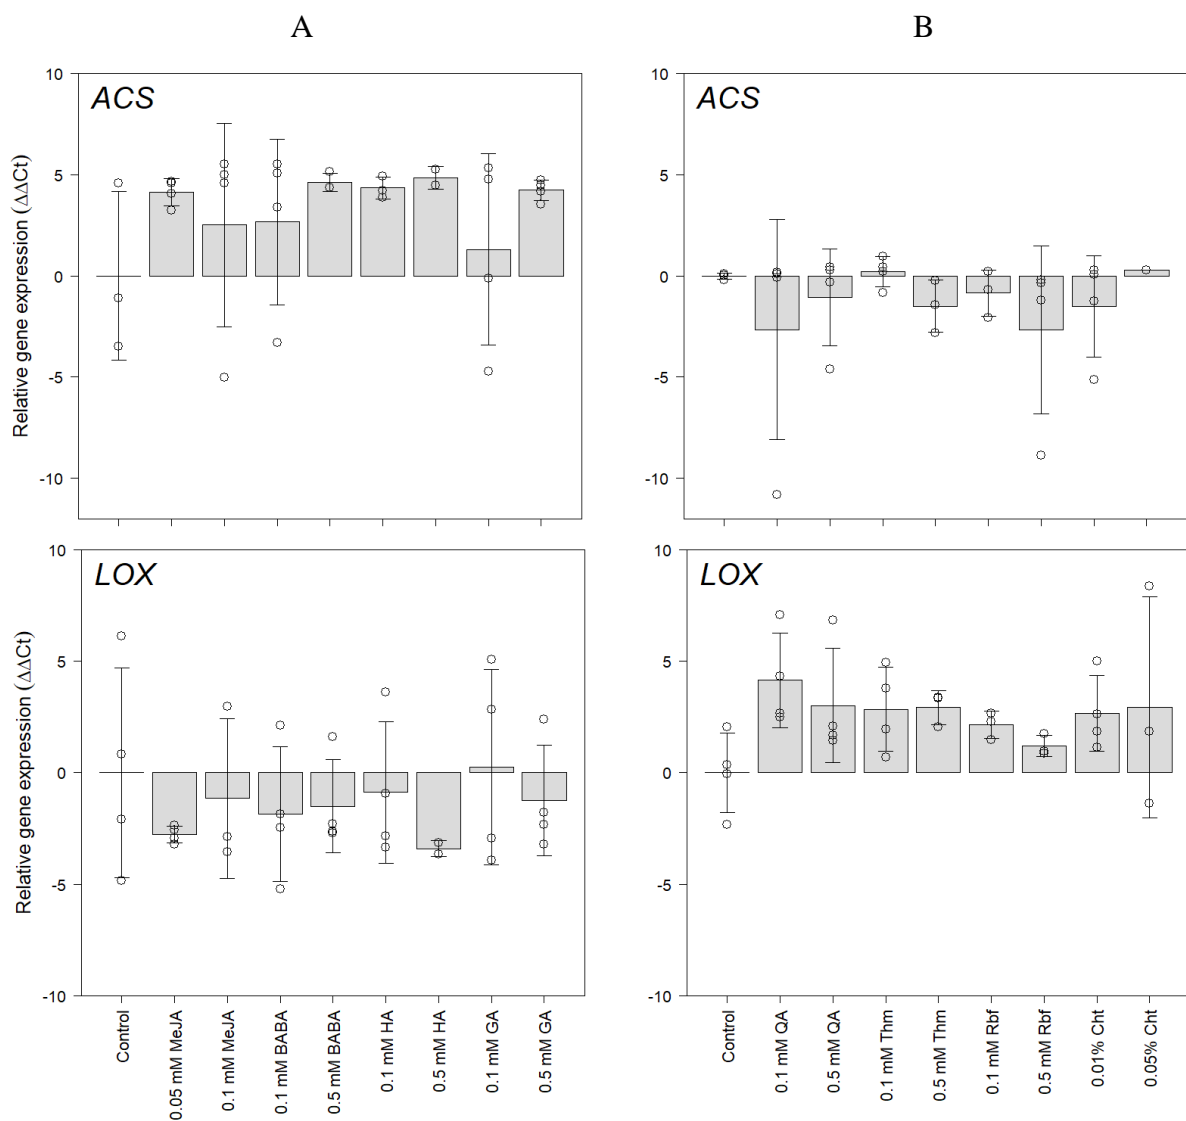 A
B
ACS
10
5
0
-5
-10
Relative gene expression (ΔΔCt)
ACS
10
5
0
-5
-10
LOX
10
5
0
-5
-10
Relative gene expression (ΔΔCt)
Control
0.05 mM MeJA
0.1 mM MeJA
0.1 mM BABA
0.5 mM BABA
0.1 mM HA
0.5 mM HA
0.1 mM GA
0.5 mM GA
LOX
10
5
0
-5
-10
Control
0.1 mM QA
0.5 mM QA
0.1 mM Thm
0.5 mM Thm
0.1 mM Rbf
0.5 mM Rbf
0.01% Cht
0.05% Cht